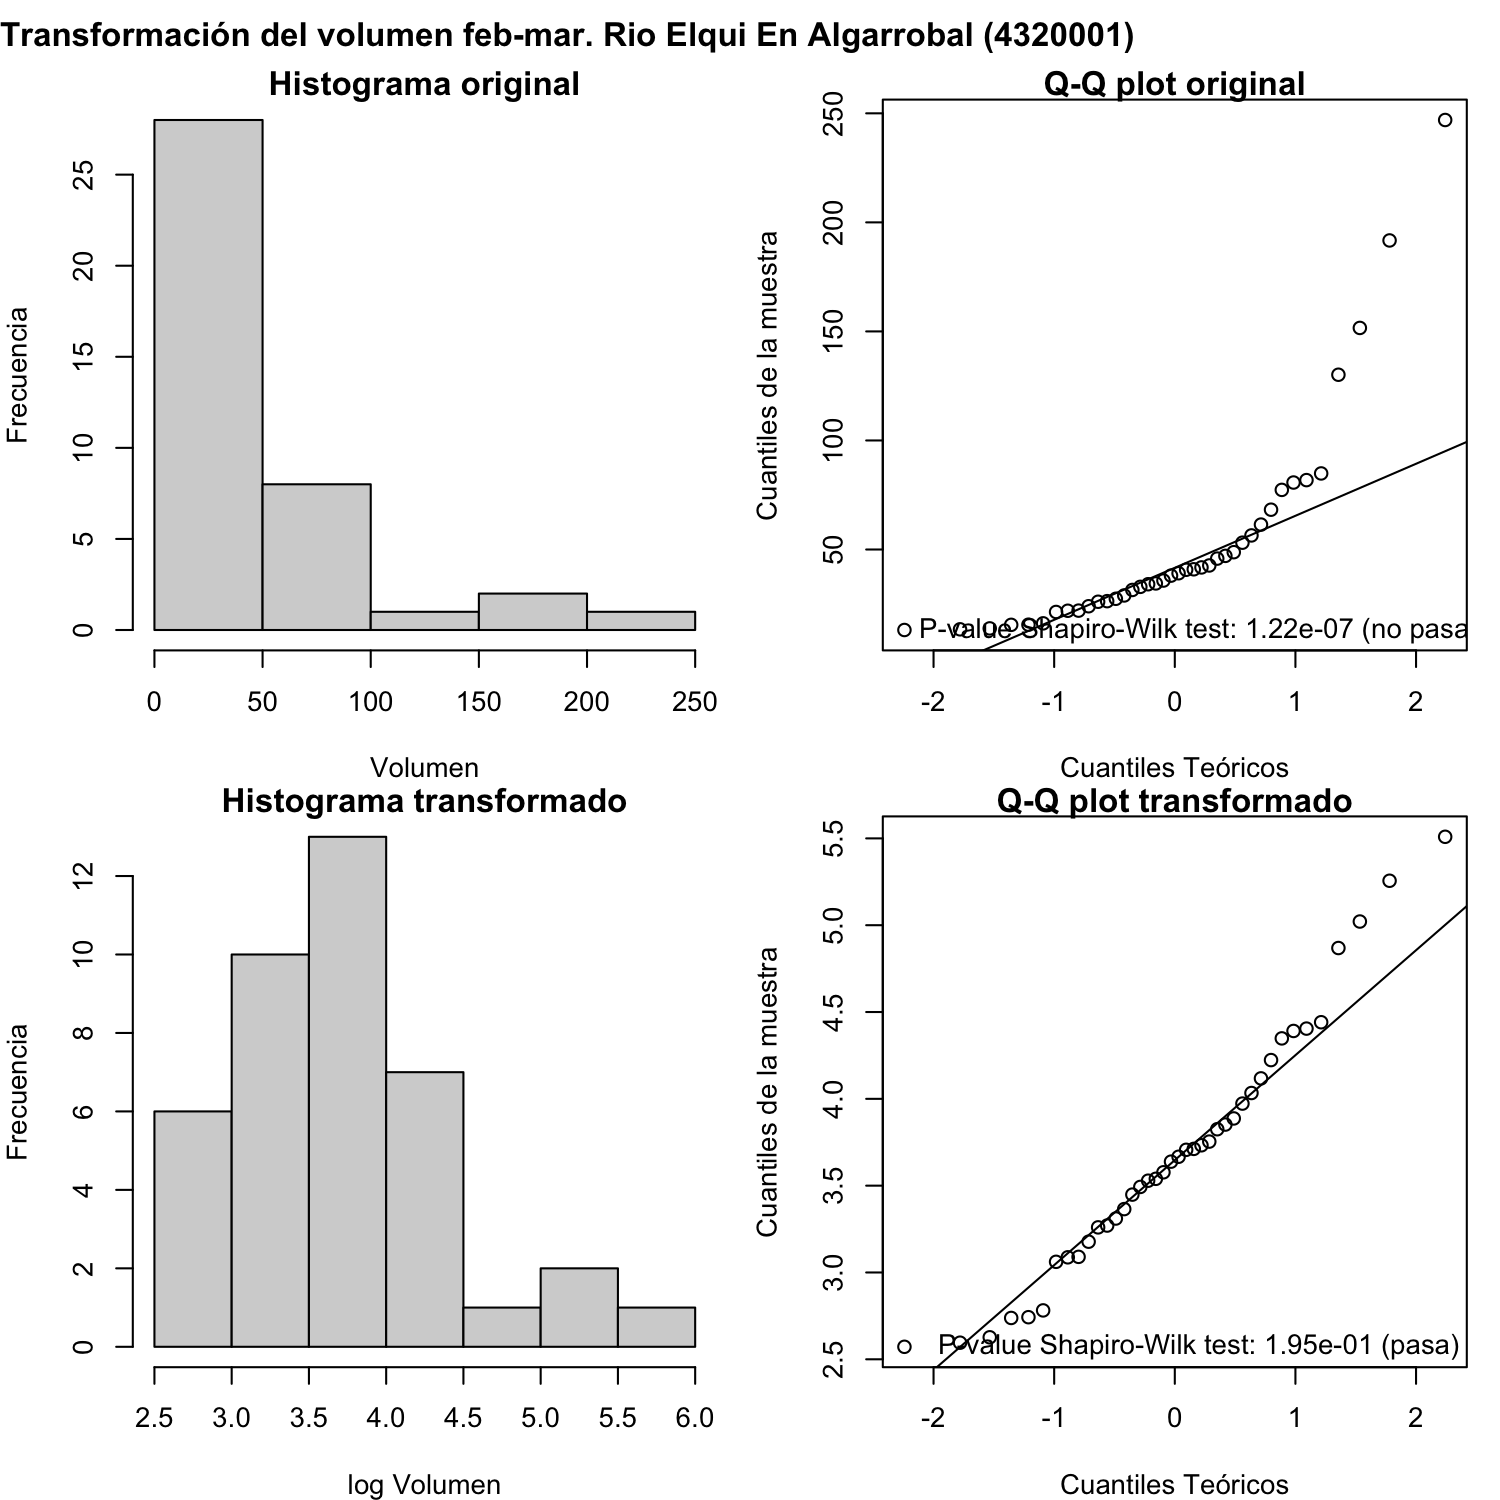 Transformación del volumen feb-mar. Rio Elqui En Algarrobal (4320001)
Histograma original
Frecuencia
25
20
15
10
5
0
0 50 100 150 200 250
Volumen
Q-Q plot original
Cuantiles de la muestra
250
200
150
100
50
P-value Shapiro-Wilk test: 1.22e-07 (no pasa
-2 -1 0 1 2
Cuantiles Teóricos
Histograma transformado
Frecuencia
12
10
8
6
4
2
0
2.5 3.0 3.5 4.0 4.5 5.0 5.5 6.0
log Volumen
Q-Q plot transformado
Cuantiles de la muestra
5.5
5.0
4.5
4.0
3.5
3.0
2.5
P-value Shapiro-Wilk test: 1.95e-01 (pasa)
-2 -1 0 1 2
Cuantiles Teóricos